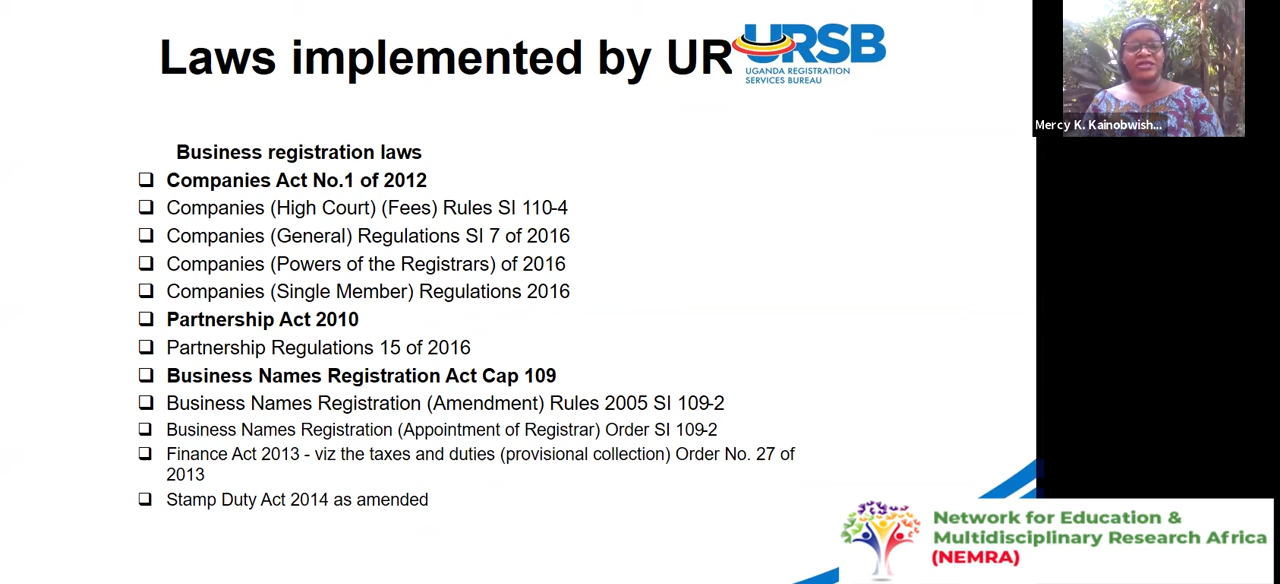 Laws implemented by UR
URSB
UGANDA REGISTRATION
SERVICES BUREAU
Mercy K. Kainobwish...
Business registration laws
❑ Companies Act No.1 of 2012
❑ Companies (High Court) (Fees) Rules SI 110-4
❑ Companies (General) Regulations SI 7 of 2016
❑ Companies (Powers of the Registrars) of 2016
❑ Companies (Single Member) Regulations 2016
❑ Partnership Act 2010
❑ Partnership Regulations 15 of 2016
❑ Business Names Registration Act Cap 109
❑ Business Names Registration (Amendment) Rules 2005 SI 109-2
❑ Business Names Registration (Appointment of Registrar) Order SI 109-2
❑ Finance Act 2013 - viz the taxes and duties (provisional collection) Order No. 27 of
2013
❑ Stamp Duty Act 2014 as amended
Network for Education &
Multidisciplinary Research Africa
(NEMRA)